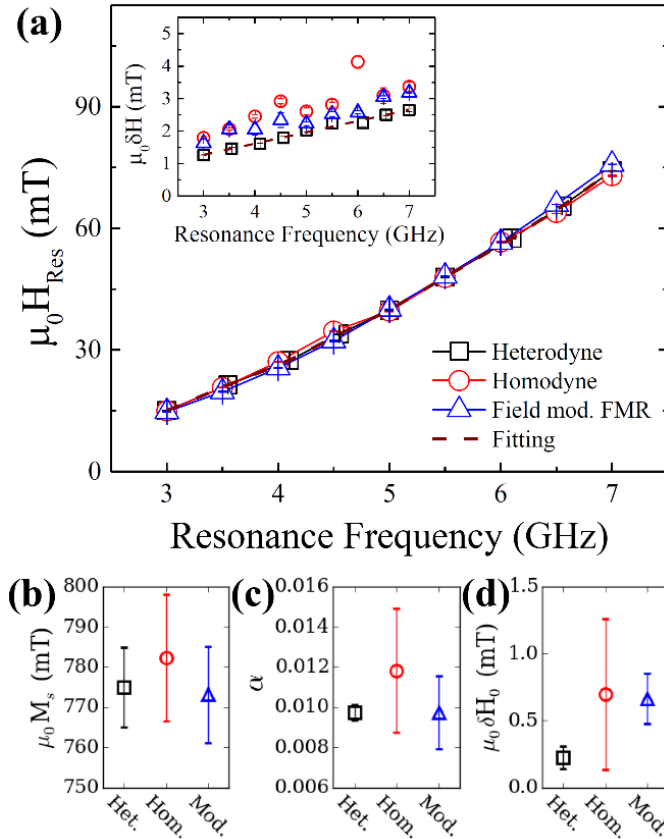 (a)
μ₀H_Res (mT)
90
60
30
0
3 4 5 6 7
Resonance Frequency (GHz)
μ₀δH (mT)
5
4
3
2
1
0
3 4 5 6 7
Resonance Frequency (GHz)
Heterodyne
Homodyne
Field mod. FMR
Fitting
(b)
μ₀M_s (mT)
800
790
780
770
760
750
Het. Hom. Mod.
(c)
α
0.016
0.014
0.012
0.010
0.008
0.006
Het. Hom. Mod.
(d)
μ₀δH₀ (mT)
1.5
1.0
0.5
0.0
Het. Hom. Mod.